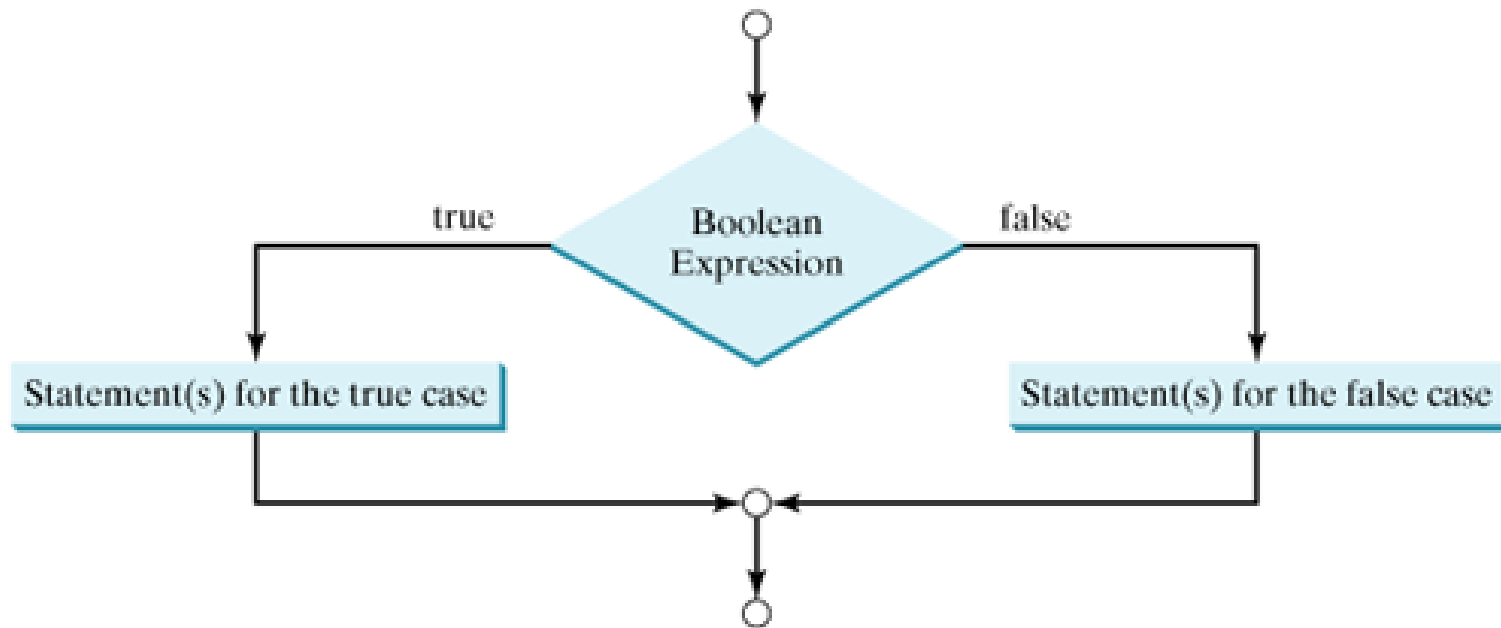 true
Boolean
Expression
false
Statement(s) for the true case
Statement(s) for the false case